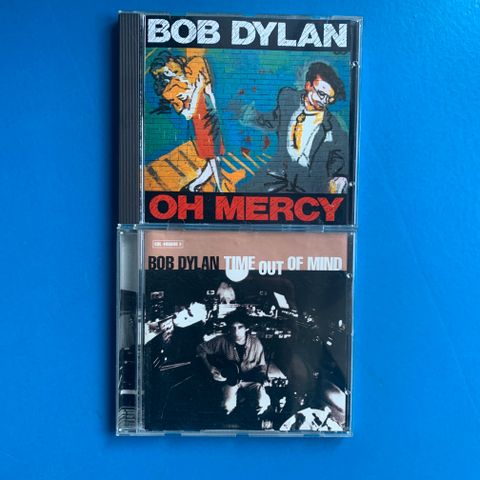 BOB DYLAN
OH MERCY
BOB DYLAN TIME OUT OF MIND